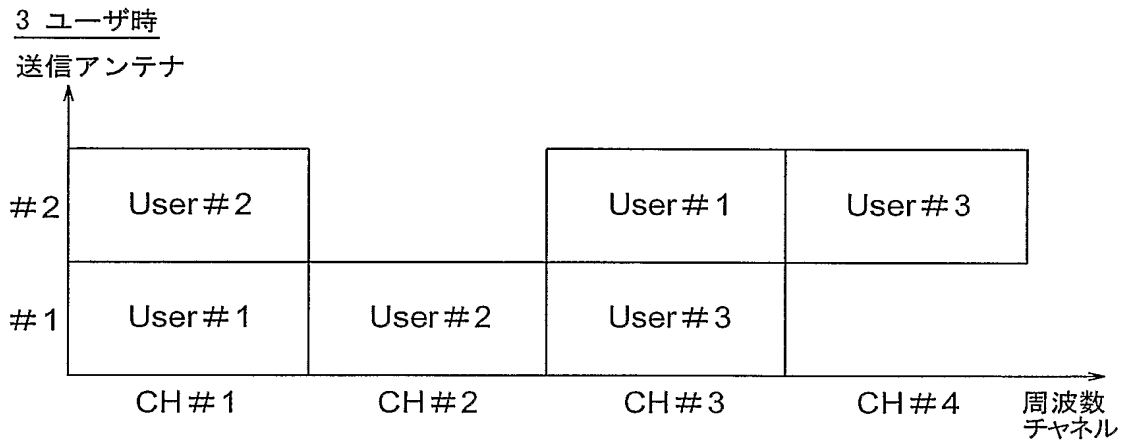 3 ユーザ時
送信アンテナ
#2
User#2
User#1
User#3
#1
User#1
User#2
User#3
CH#1
CH#2
CH#3
CH#4
周波数
チャネル